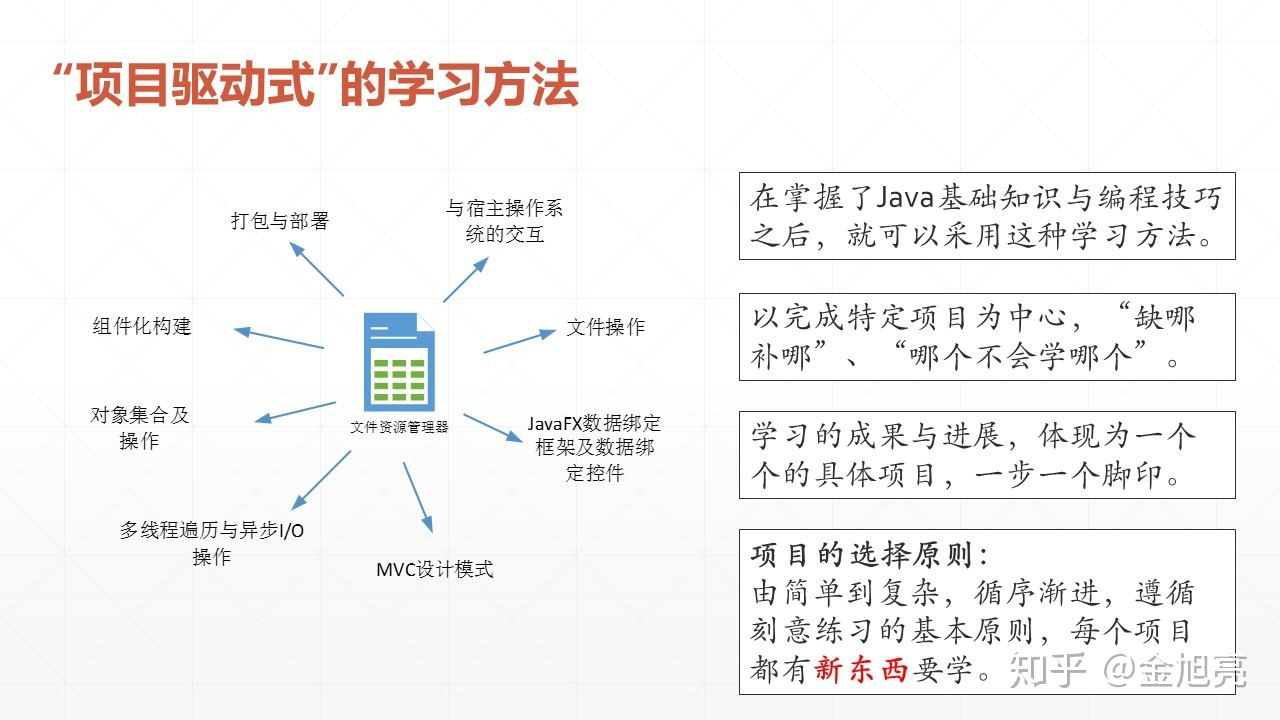 “项目驱动式”的学习方法
打包与部署
与宿主操作系
统的交互
组件化构建
文件操作
对象集合及
操作
文件资源管理器
JavaFX数据绑定
框架及数据绑
定控件
多线程遍历与异步I/O
操作
MVC设计模式
在掌握了Java基础知识与编程技巧
之后，就可以采用这种学习方法。
以完成特定项目为中心，“缺哪
补哪”、“哪个不会学哪个”。
学习的成果与进展，体现为一个
个的具体项目，一步一个脚印。
项目的选择原则：
由简单到复杂，循序渐进，遵循
刻意练习的基本原则，每个项目
都有新东西要学。
知乎 @金旭亮